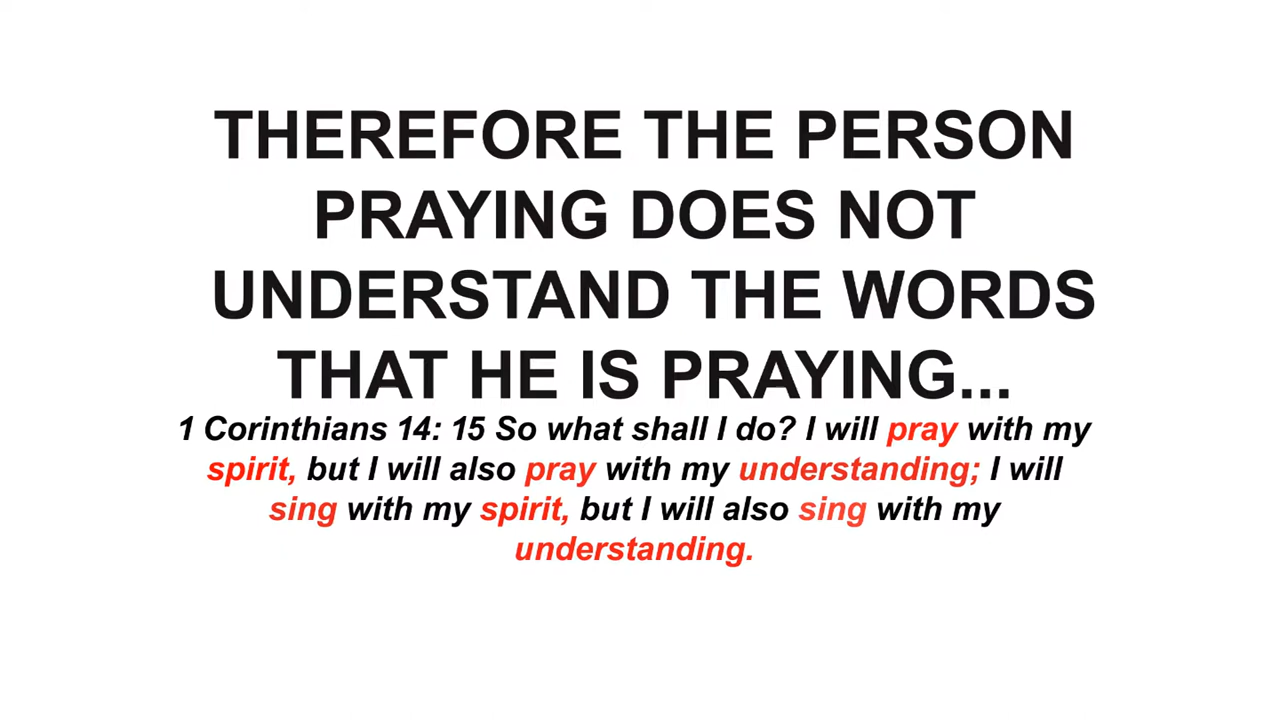 THEREFORE THE PERSON
PRAYING DOES NOT
UNDERSTAND THE WORDS
THAT HE IS PRAYING...
1 Corinthians 14: 15 So what shall I do? I will pray with my
spirit, but I will also pray with my understanding; I will
sing with my spirit, but I will also sing with my
understanding.